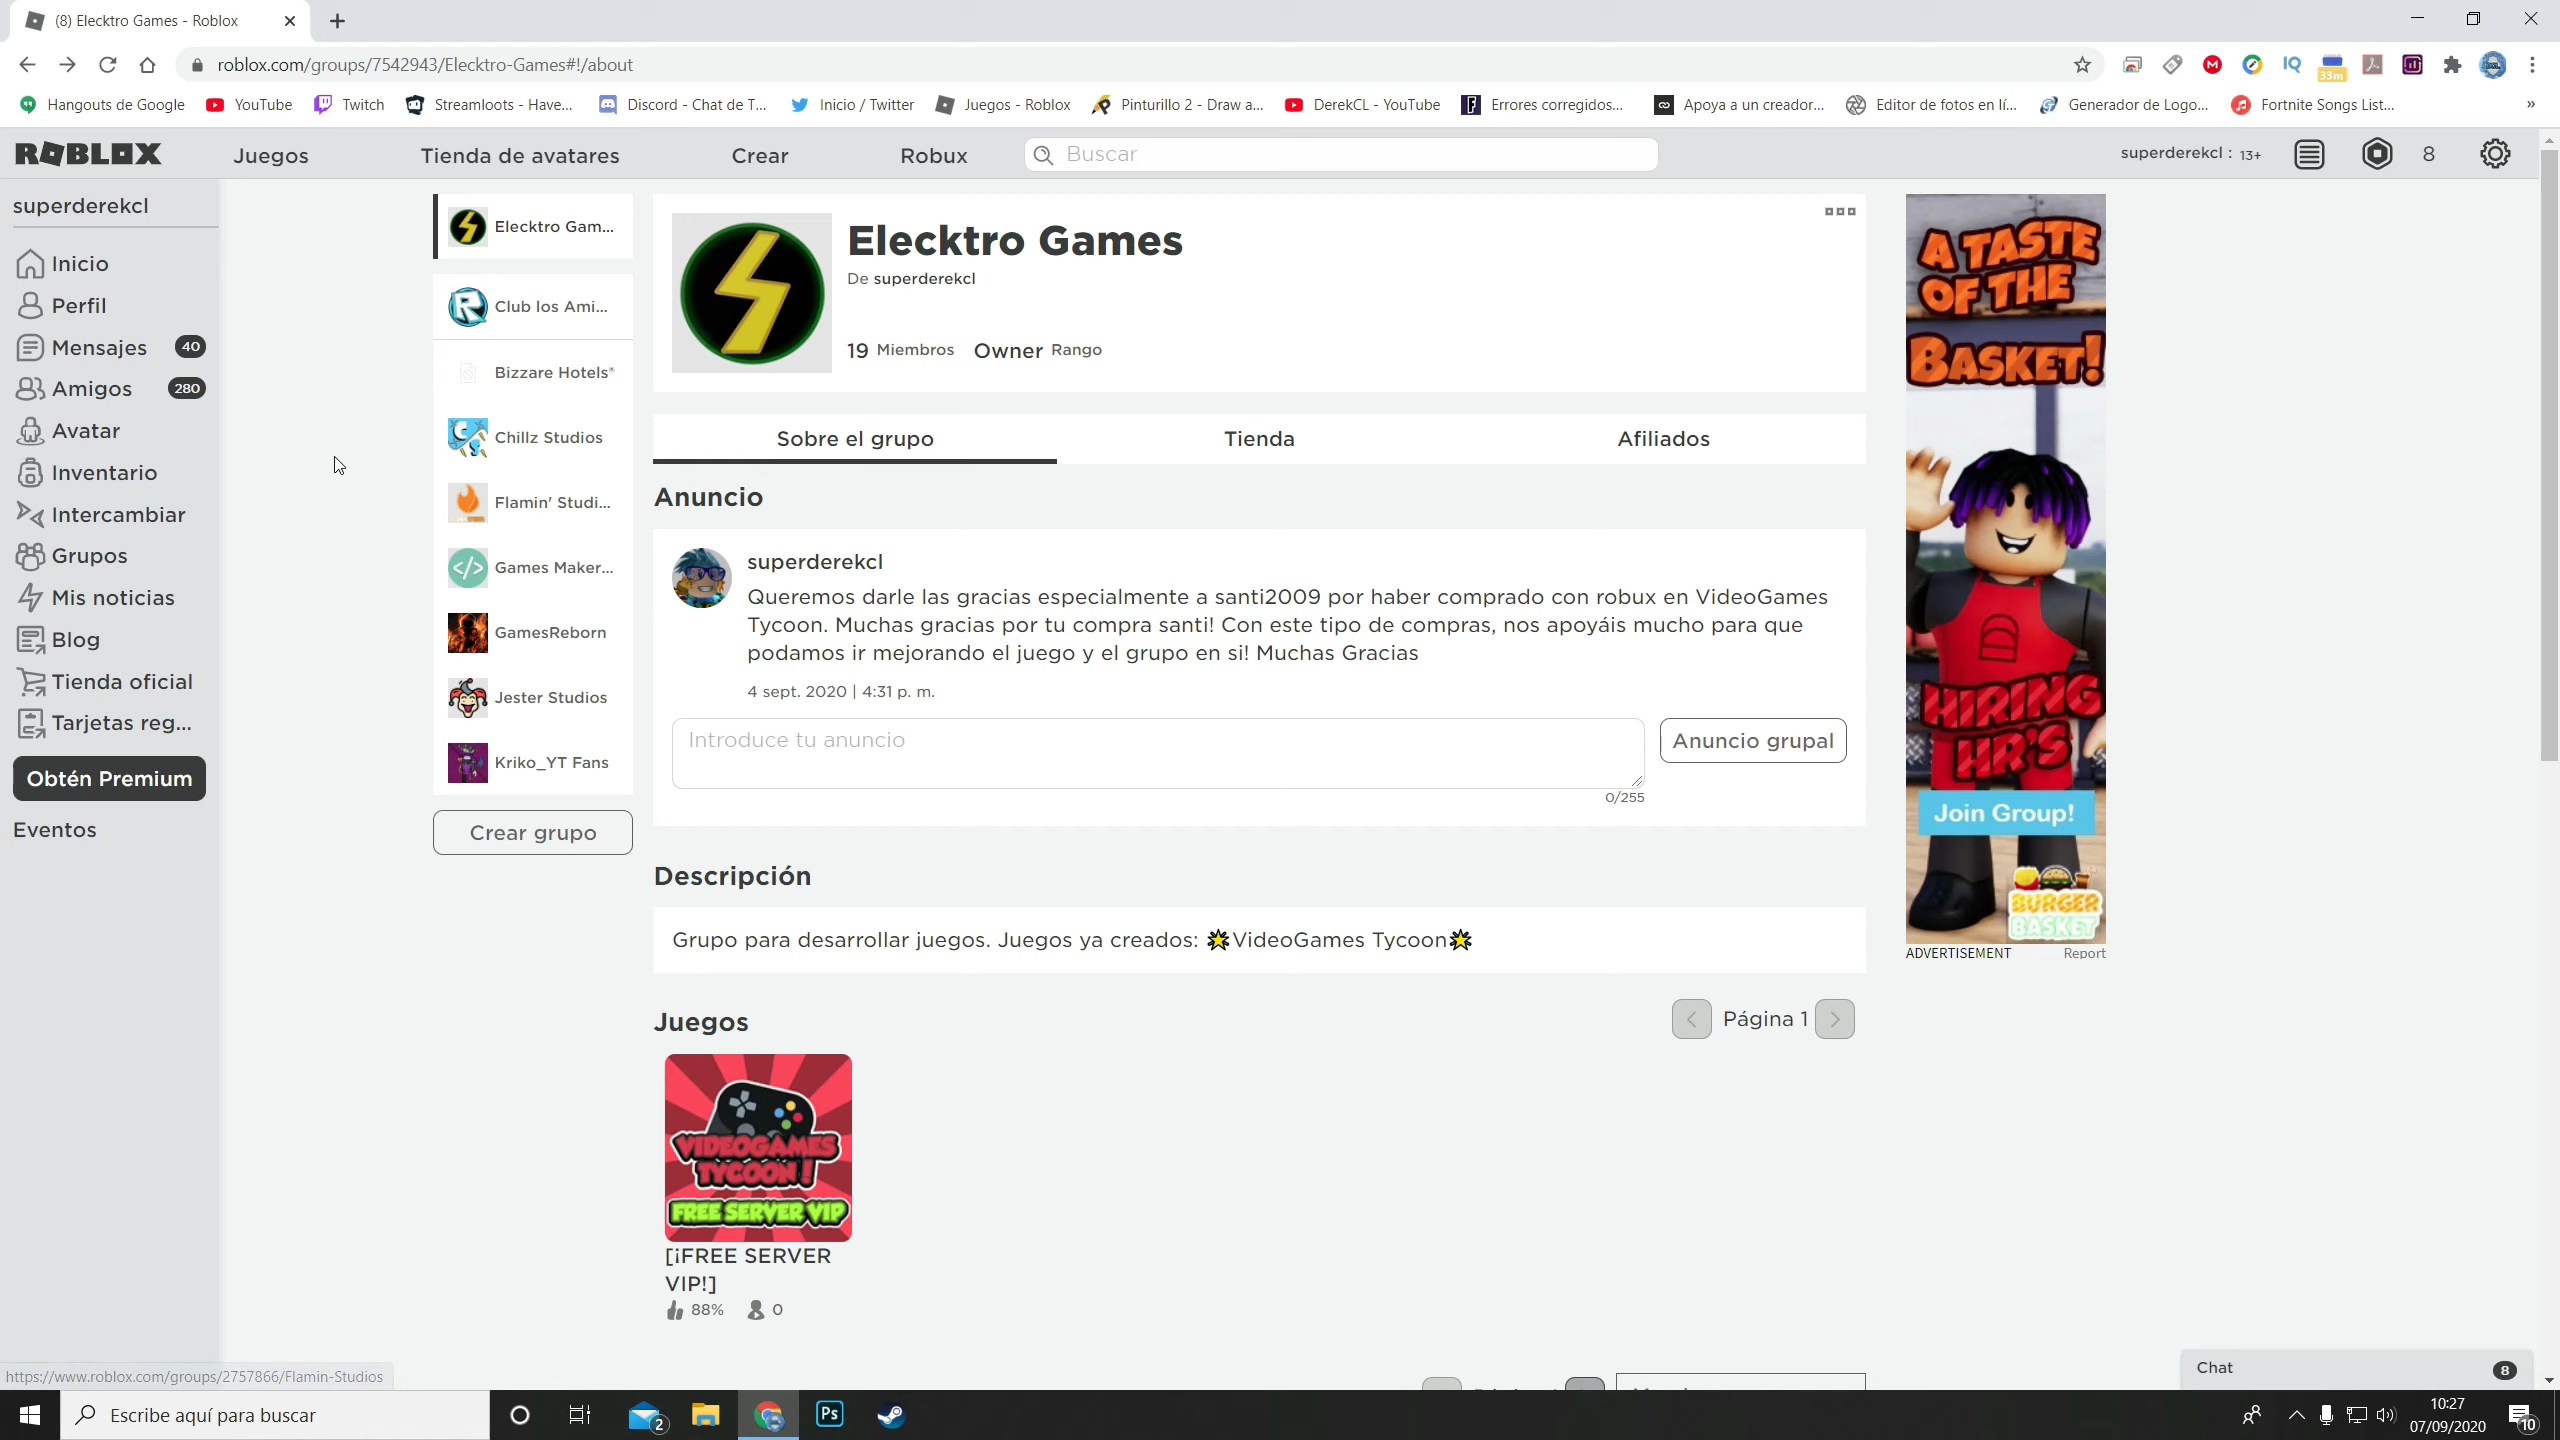 (8) Elecktro Games - Roblox
roblox.com/groups/7542943/Elecktro-Games#!/about
33m
Hangouts de Google
YouTube
Twitch
Streamloots - Have...
Discord - Chat de T...
Inicio / Twitter
Juegos - Roblox
Pinturillo 2 - Draw a...
DerekCL - YouTube
Errores corregidos...
Apoya a un creador...
Editor de fotos en lí...
Generador de Logo...
Fortnite Songs List...
ROBLOX
Juegos
Tienda de avatares
Crear
Robux
Buscar
superderekcl : 13+
8
superderekcl
Inicio
Perfil
Mensajes 40
Amigos 280
Avatar
Inventario
Intercambiar
Grupos
Mis noticias
Blog
Tienda oficial
Tarjetas reg...
Obtén Premium
Eventos
Elecktro Gam...
Club los Ami...
Bizzare Hotels®
Chillz Studios
Flamin' Studi...
Games Maker...
GamesReborn
Jester Studios
Kriko_YT Fans
Crear grupo
Elecktro Games
De superderekcl
19 Miembros Owner Rango
Sobre el grupo
Tienda
Afiliados
Anuncio
superderekcl
Queremos darle las gracias especialmente a santi2009 por haber comprado con robux en VideoGames
Tycoon. Muchas gracias por tu compra santi! Con este tipo de compras, nos apoyáis mucho para que
podamos ir mejorando el juego y el grupo en si! Muchas Gracias
4 sept. 2020 | 4:31 p. m.
Introduce tu anuncio
Anuncio grupal
0/255
Descripción
Grupo para desarrollar juegos. Juegos ya creados: 🌟VideoGames Tycoon🌟
Juegos
Página 1
VIDEOGAMES
TYCOON!
FREE SERVER VIP
[¡FREE SERVER
VIP!]
88% 0
A TASTE
OF THE
BASKET!
HIRING
HR'S
Join Group!
BURGER
BASKET
ADVERTISEMENT
Report
Chat
8
https://www.roblox.com/groups/2757866/Flamin-Studios
Escribe aquí para buscar
2
Ps
10:27
07/09/2020
10